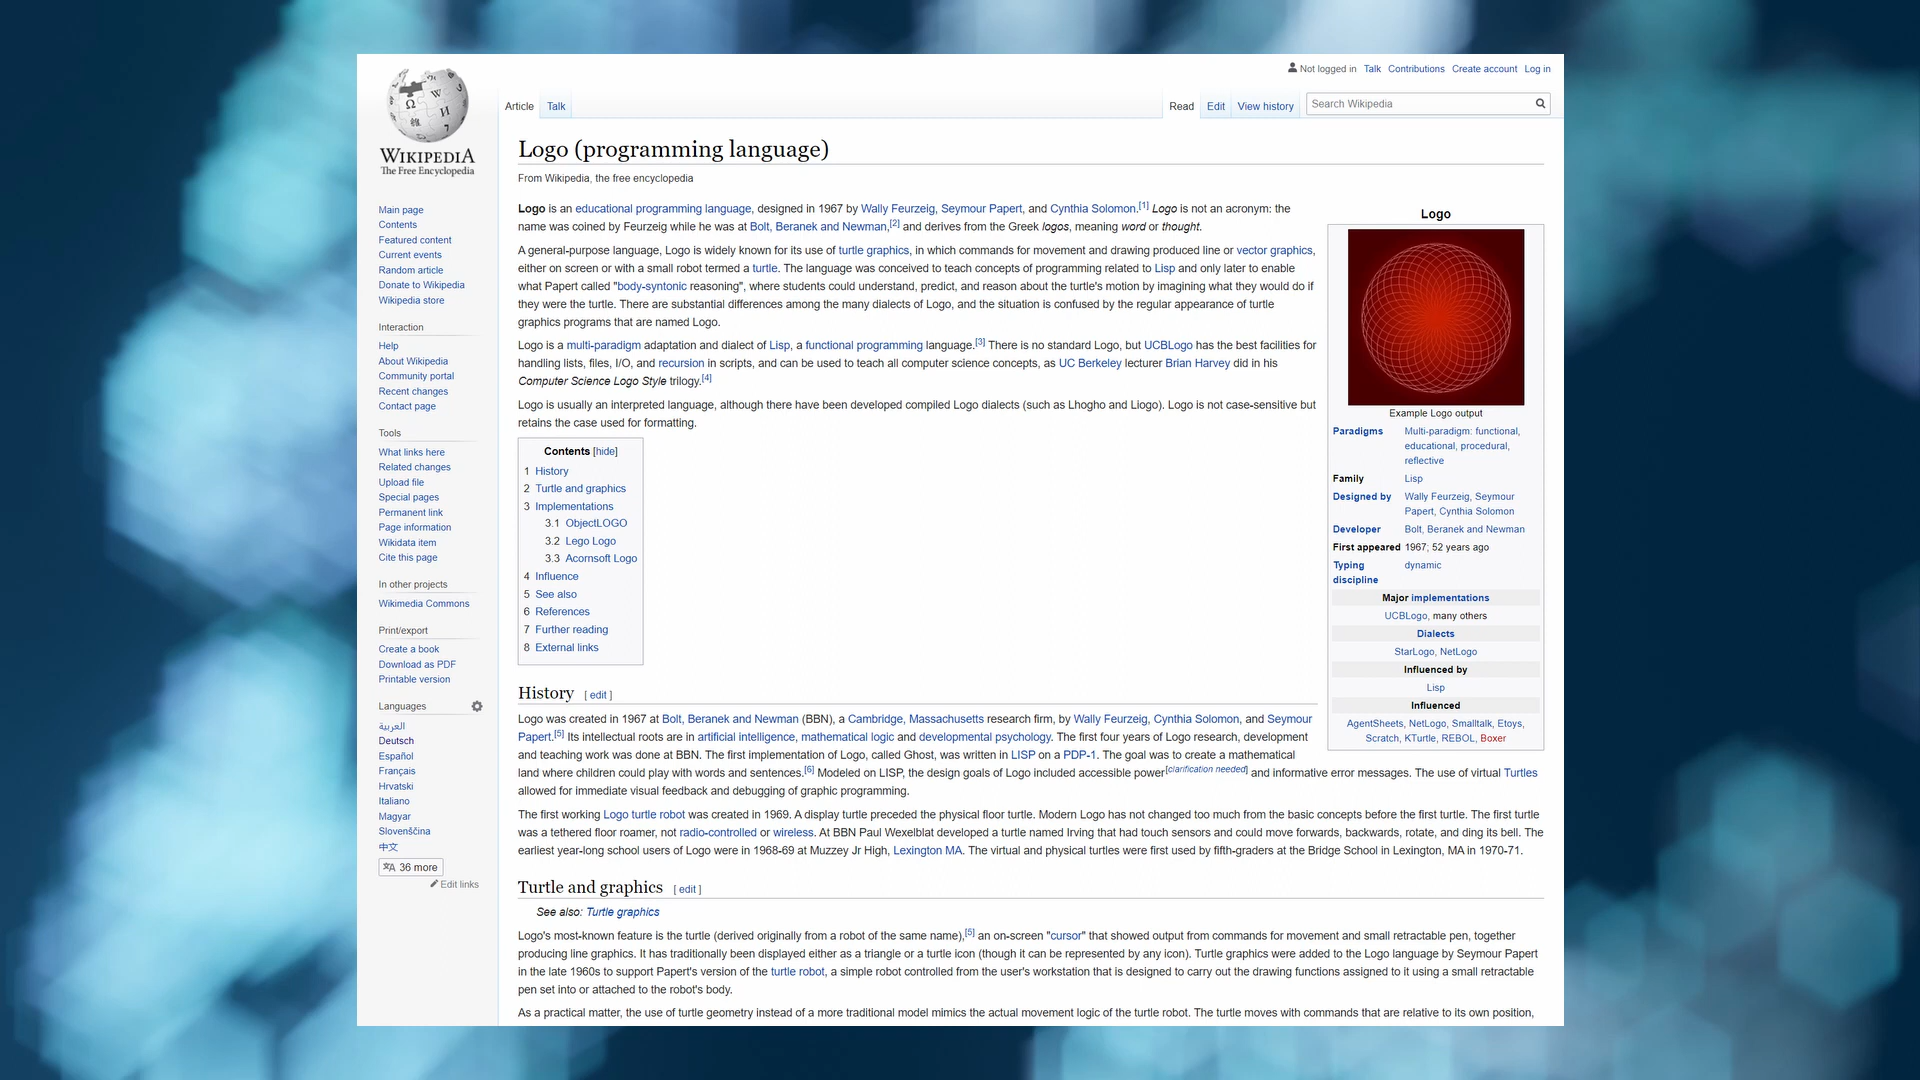 WIKIPEDIA
The Free Encyclopedia
Main page
Contents
Featured content
Current events
Random article
Donate to Wikipedia
Wikipedia store
Interaction
Help
About Wikipedia
Community portal
Recent changes
Contact page
Tools
What links here
Related changes
Upload file
Special pages
Permanent link
Page information
Wikidata item
Cite this page
In other projects
Wikimedia Commons
Print/export
Create a book
Download as PDF
Printable version
Languages
العربية
Deutsch
Español
Français
Hrvatski
Italiano
Magyar
Slovenščina
中文
36 more
Edit links
Not logged in Talk Contributions Create account Log in
Article Talk Read Edit View history Search Wikipedia
Logo (programming language)
From Wikipedia, the free encyclopedia
Logo is an educational programming language, designed in 1967 by Wally Feurzeig, Seymour Papert, and Cynthia Solomon.[1] Logo is not an acronym: the
name was coined by Feurzeig while he was at Bolt, Beranek and Newman,[2] and derives from the Greek logos, meaning word or thought.
A general-purpose language, Logo is widely known for its use of turtle graphics, in which commands for movement and drawing produced line or vector graphics,
either on screen or with a small robot termed a turtle. The language was conceived to teach concepts of programming related to Lisp and only later to enable
what Papert called "body-syntonic reasoning", where students could understand, predict, and reason about the turtle's motion by imagining what they would do if
they were the turtle. There are substantial differences among the many dialects of Logo, and the situation is confused by the regular appearance of turtle
graphics programs that are named Logo.
Logo is a multi-paradigm adaptation and dialect of Lisp, a functional programming language.[3] There is no standard Logo, but UCBLogo has the best facilities for
handling lists, files, I/O, and recursion in scripts, and can be used to teach all computer science concepts, as UC Berkeley lecturer Brian Harvey did in his
Computer Science Logo Style trilogy.[4]
Logo is usually an interpreted language, although there have been developed compiled Logo dialects (such as Lhogho and Liogo). Logo is not case-sensitive but
retains the case used for formatting.
Contents [hide]
1 History
2 Turtle and graphics
3 Implementations
3.1 ObjectLOGO
3.2 Lego Logo
3.3 Acornsoft Logo
4 Influence
5 See also
6 References
7 Further reading
8 External links
Logo
Example Logo output
Paradigms Multi-paradigm: functional,
educational, procedural,
reflective
Family Lisp
Designed by Wally Feurzeig, Seymour
Papert, Cynthia Solomon
Developer Bolt, Beranek and Newman
First appeared 1967; 52 years ago
Typing dynamic
discipline
Major implementations
UCBLogo, many others
Dialects
StarLogo, NetLogo
Influenced by
Lisp
Influenced
AgentSheets, NetLogo, Smalltalk, Etoys,
Scratch, KTurtle, REBOL, Boxer
History [ edit ]
Logo was created in 1967 at Bolt, Beranek and Newman (BBN), a Cambridge, Massachusetts research firm, by Wally Feurzeig, Cynthia Solomon, and Seymour
Papert.[5] Its intellectual roots are in artificial intelligence, mathematical logic and developmental psychology. The first four years of Logo research, development
and teaching work was done at BBN. The first implementation of Logo, called Ghost, was written in LISP on a PDP-1. The goal was to create a mathematical
land where children could play with words and sentences.[6] Modeled on LISP, the design goals of Logo included accessible power[clarification needed] and informative error messages. The use of virtual Turtles
allowed for immediate visual feedback and debugging of graphic programming.
The first working Logo turtle robot was created in 1969. A display turtle preceded the physical floor turtle. Modern Logo has not changed too much from the basic concepts before the first turtle. The first turtle
was a tethered floor roamer, not radio-controlled or wireless. At BBN Paul Wexelblat developed a turtle named Irving that had touch sensors and could move forwards, backwards, rotate, and ding its bell. The
earliest year-long school users of Logo were in 1968-69 at Muzzey Jr High, Lexington MA. The virtual and physical turtles were first used by fifth-graders at the Bridge School in Lexington, MA in 1970-71.
Turtle and graphics [ edit ]
See also: Turtle graphics
Logo's most-known feature is the turtle (derived originally from a robot of the same name),[5] an on-screen "cursor" that showed output from commands for movement and small retractable pen, together
producing line graphics. It has traditionally been displayed either as a triangle or a turtle icon (though it can be represented by any icon). Turtle graphics were added to the Logo language by Seymour Papert
in the late 1960s to support Papert's version of the turtle robot, a simple robot controlled from the user's workstation that is designed to carry out the drawing functions assigned to it using a small retractable
pen set into or attached to the robot's body.
As a practical matter, the use of turtle geometry instead of a more traditional model mimics the actual movement logic of the turtle robot. The turtle moves with commands that are relative to its own position,